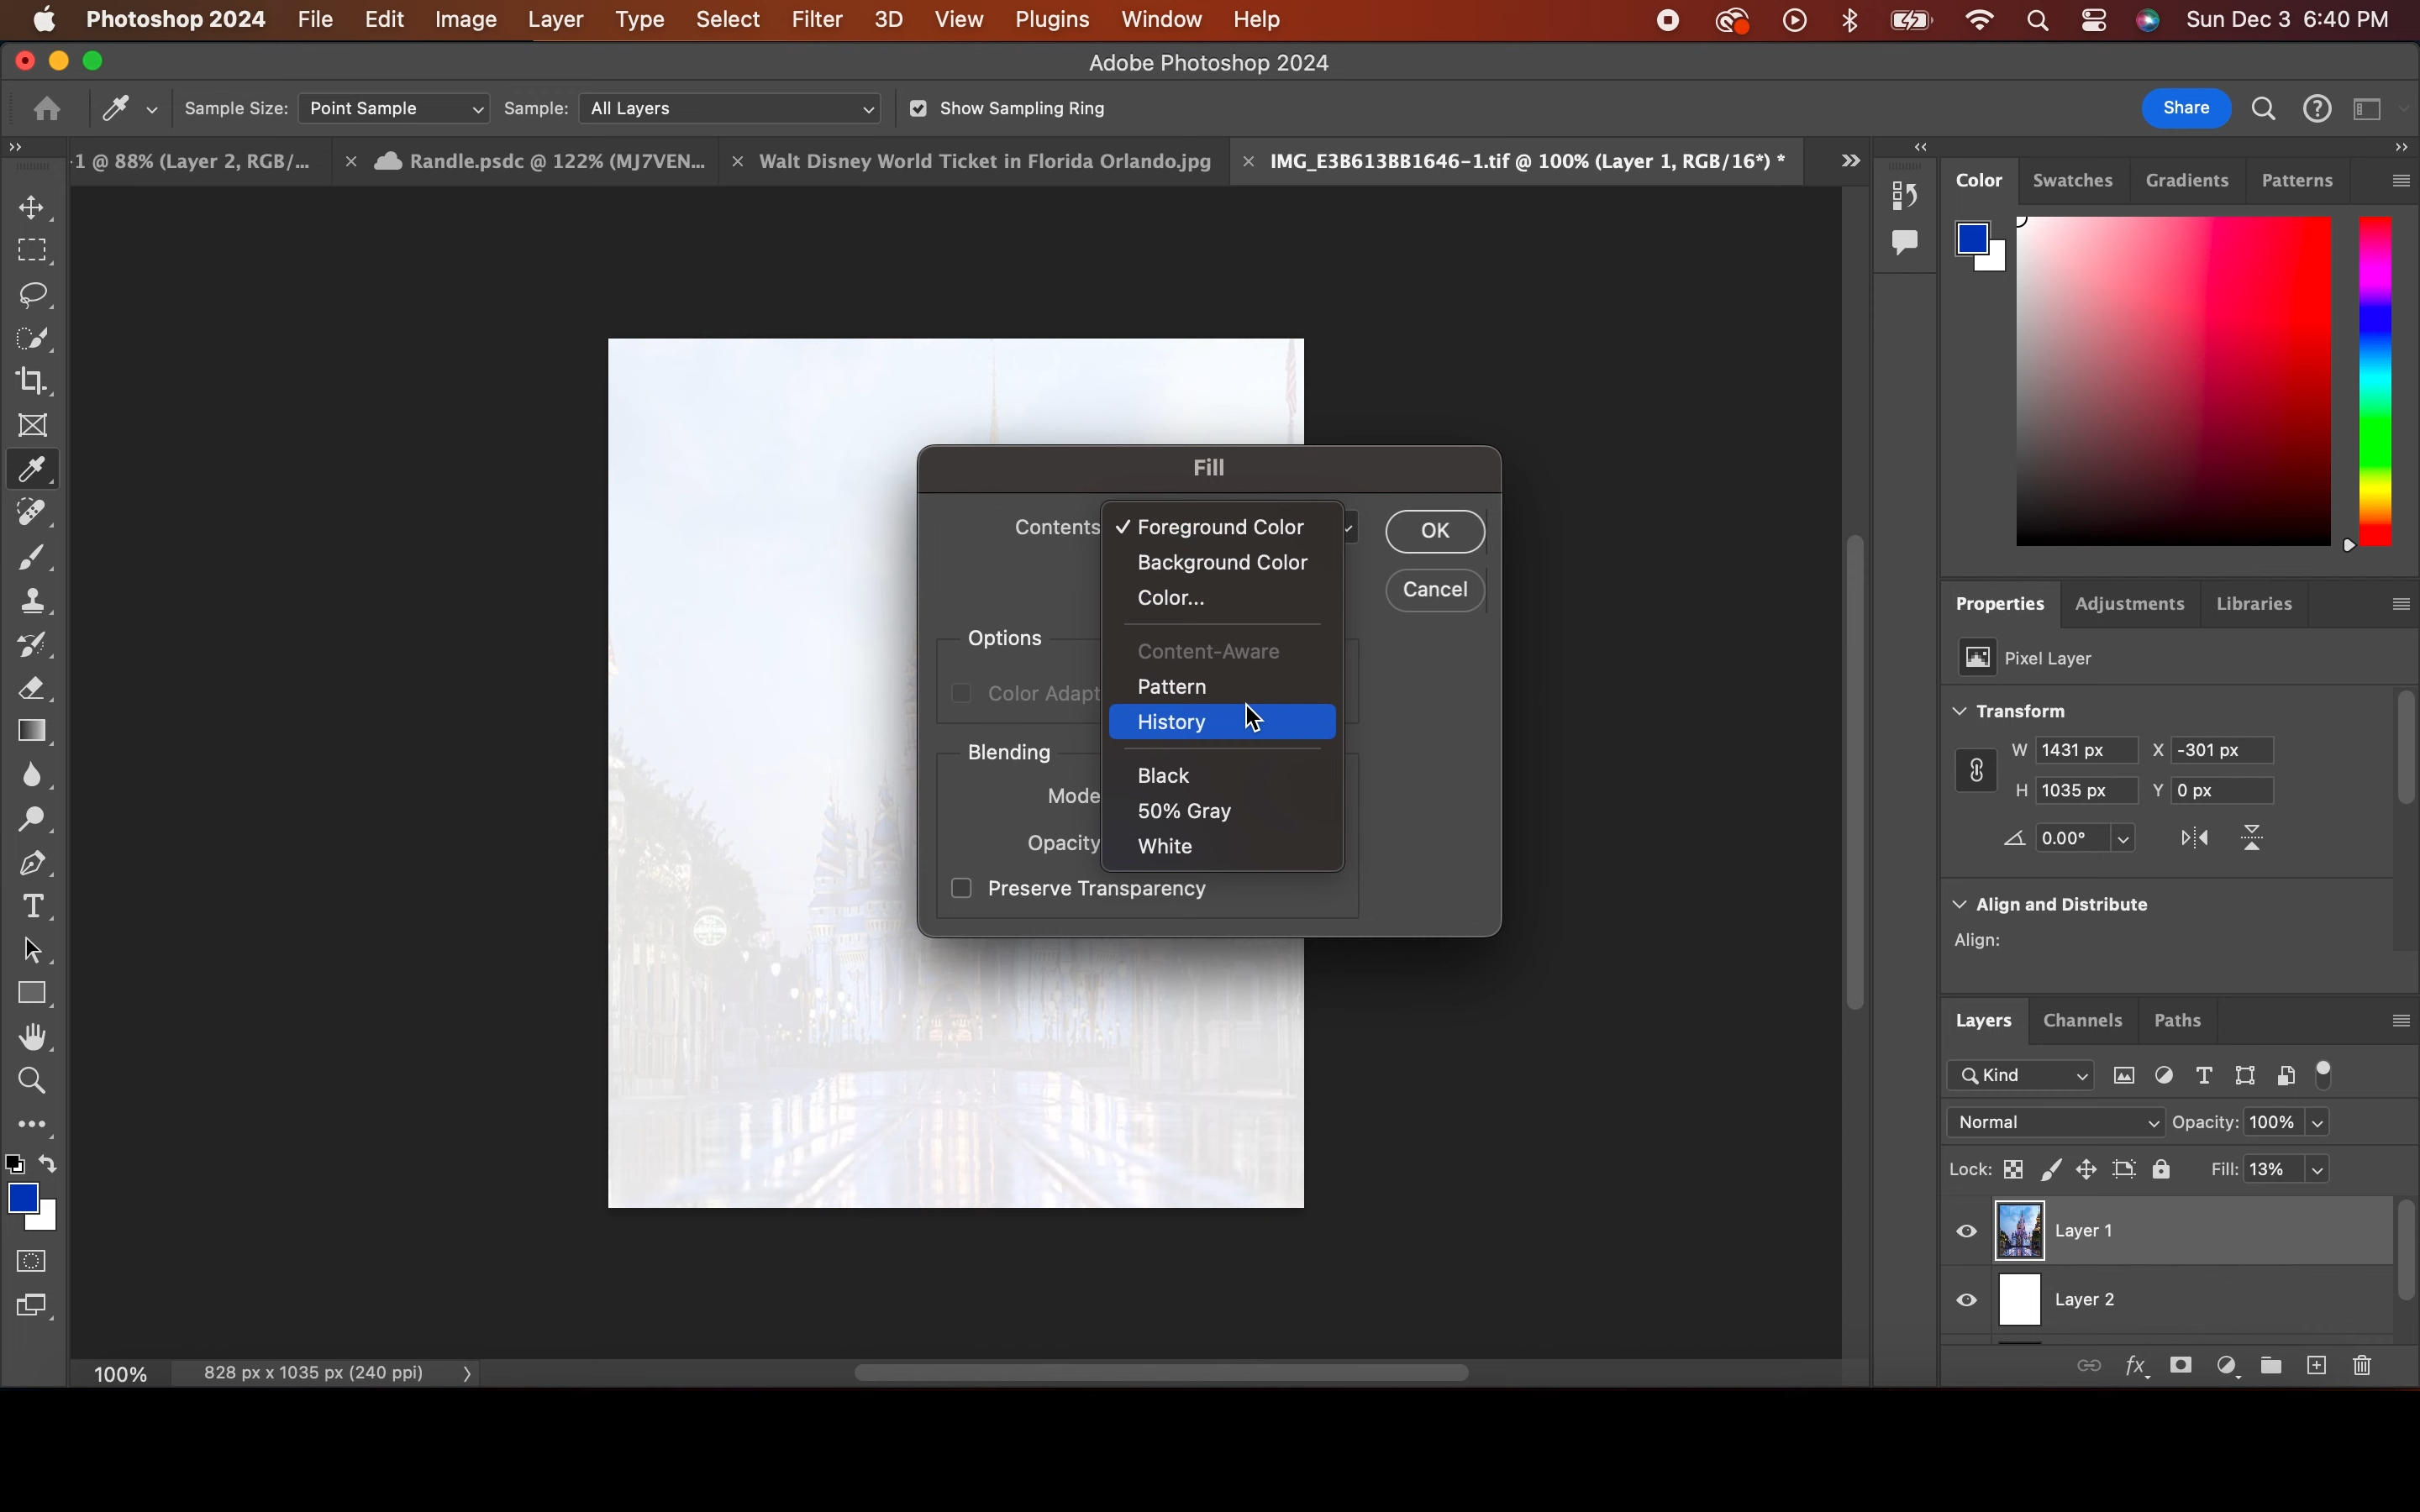 Photoshop 2024 File Edit Image Layer Type Select Filter 3D View Plugins Window Help Sun Dec 3 6:40 PM
Adobe Photoshop 2024
Sample Size: Point Sample Sample: All Layers Show Sampling Ring Share
-1 @ 88% (Layer 2, RGB/... Randle.psdc @ 122% (MJ7VEN... Walt Disney World Ticket in Florida Orlando.jpg IMG_E3B613BB1646-1.tif @ 100% (Layer 1, RGB/16*) *
Color Swatches Gradients Patterns
Fill
Contents
Foreground Color
OK
Background Color
Color...
Cancel
Options
Content-Aware
Color Adapt
Pattern
History
Blending
Black
Mode
50% Gray
Opacity
White
Preserve Transparency
Properties Adjustments Libraries
Pixel Layer
Transform
W 1431 px X -301 px
H 1035 px Y 0 px
0.00°
Align and Distribute
Align:
Layers Channels Paths
Kind
Normal Opacity: 100%
Lock: Fill: 13%
Layer 1
Layer 2
fx
100% 828 px x 1035 px (240 ppi)